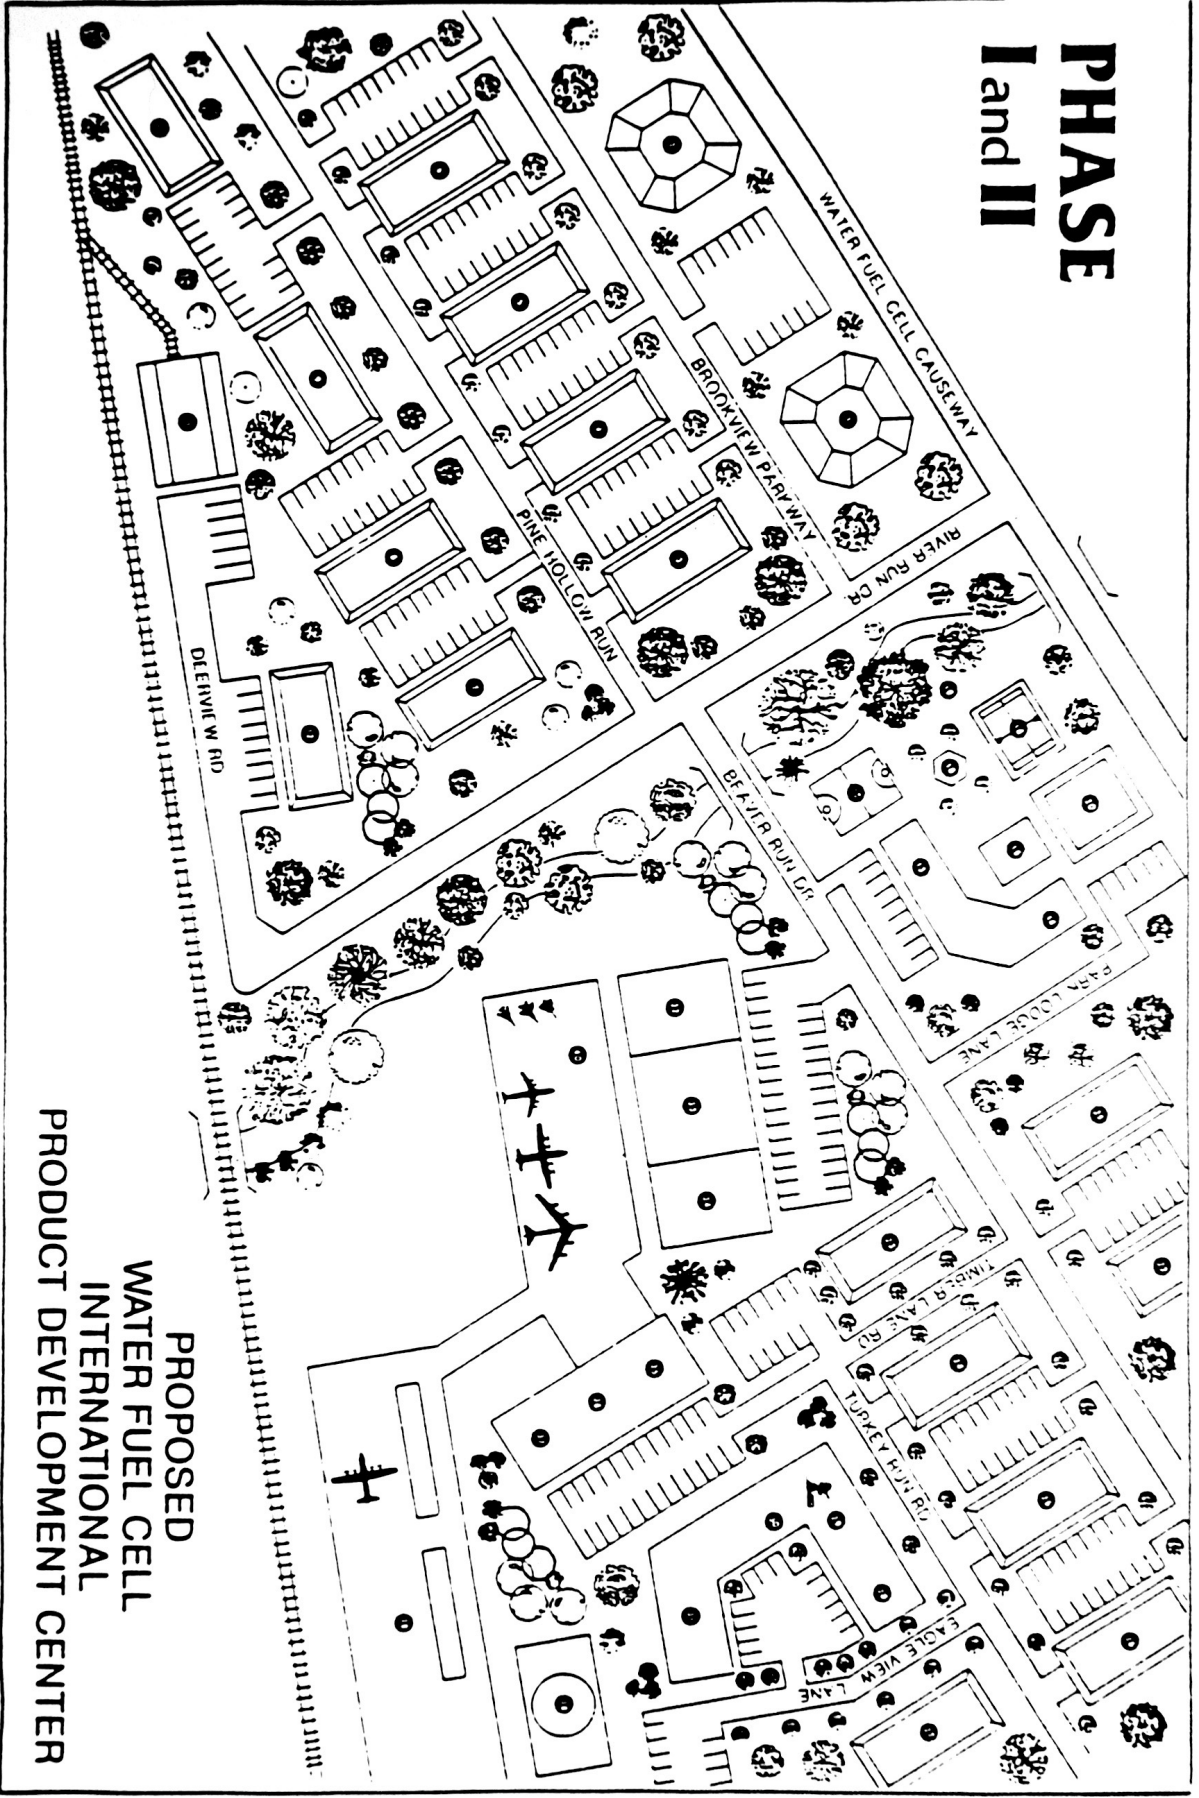 PHASE
I and II
WATER FUEL CELL CAUSEWAY
BROOKVIEW PARKWAY
RIVER RUN DR
PINE HOLLOW RUN
DEERVIEW RD
BEAVER RUN DR
PARK LODGE LANE
TIMBER LANE RD
TURKEY RUN RD
EAGLE VIEW
LANE
PROPOSED
WATER FUEL CELL
INTERNATIONAL
PRODUCT DEVELOPMENT CENTER